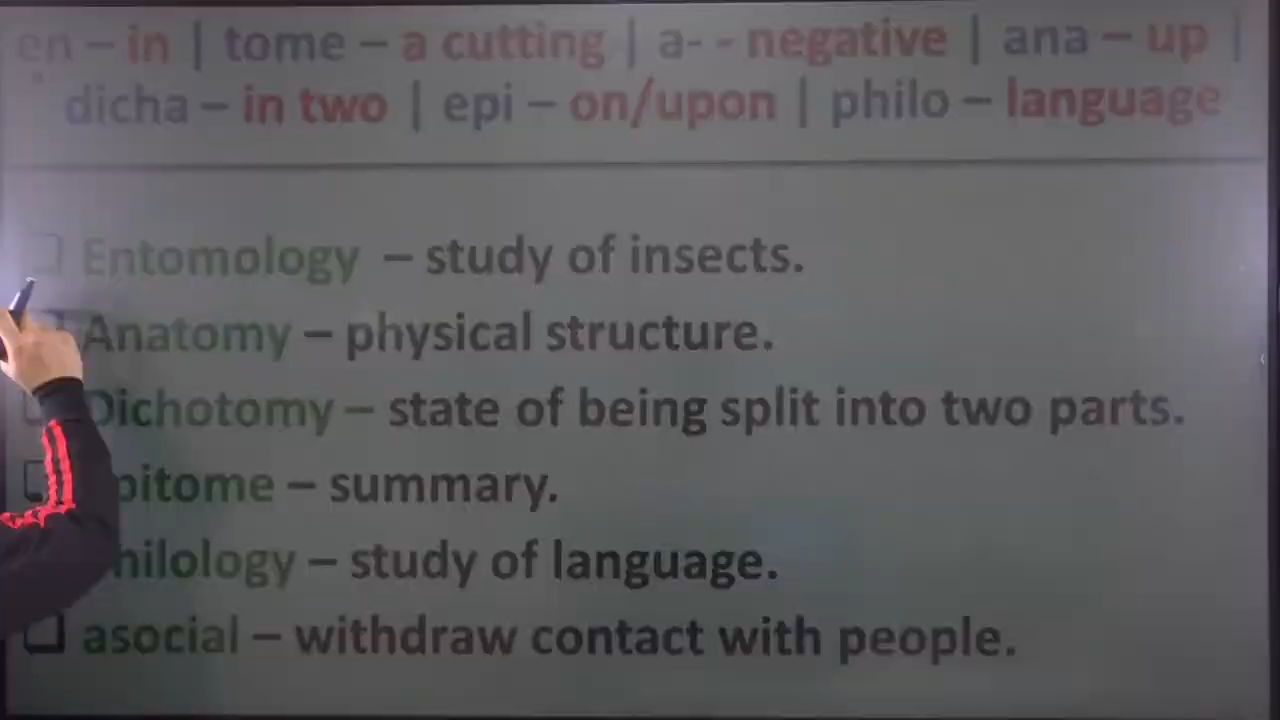 en – in | tome – a cutting | a- - negative | ana – up |
dicha – in two | epi – on/upon | philo – language
Entomology – study of insects.
Anatomy – physical structure.
Dichotomy – state of being split into two parts.
pitome – summary.
hilology – study of language.
asocial – withdraw contact with people.